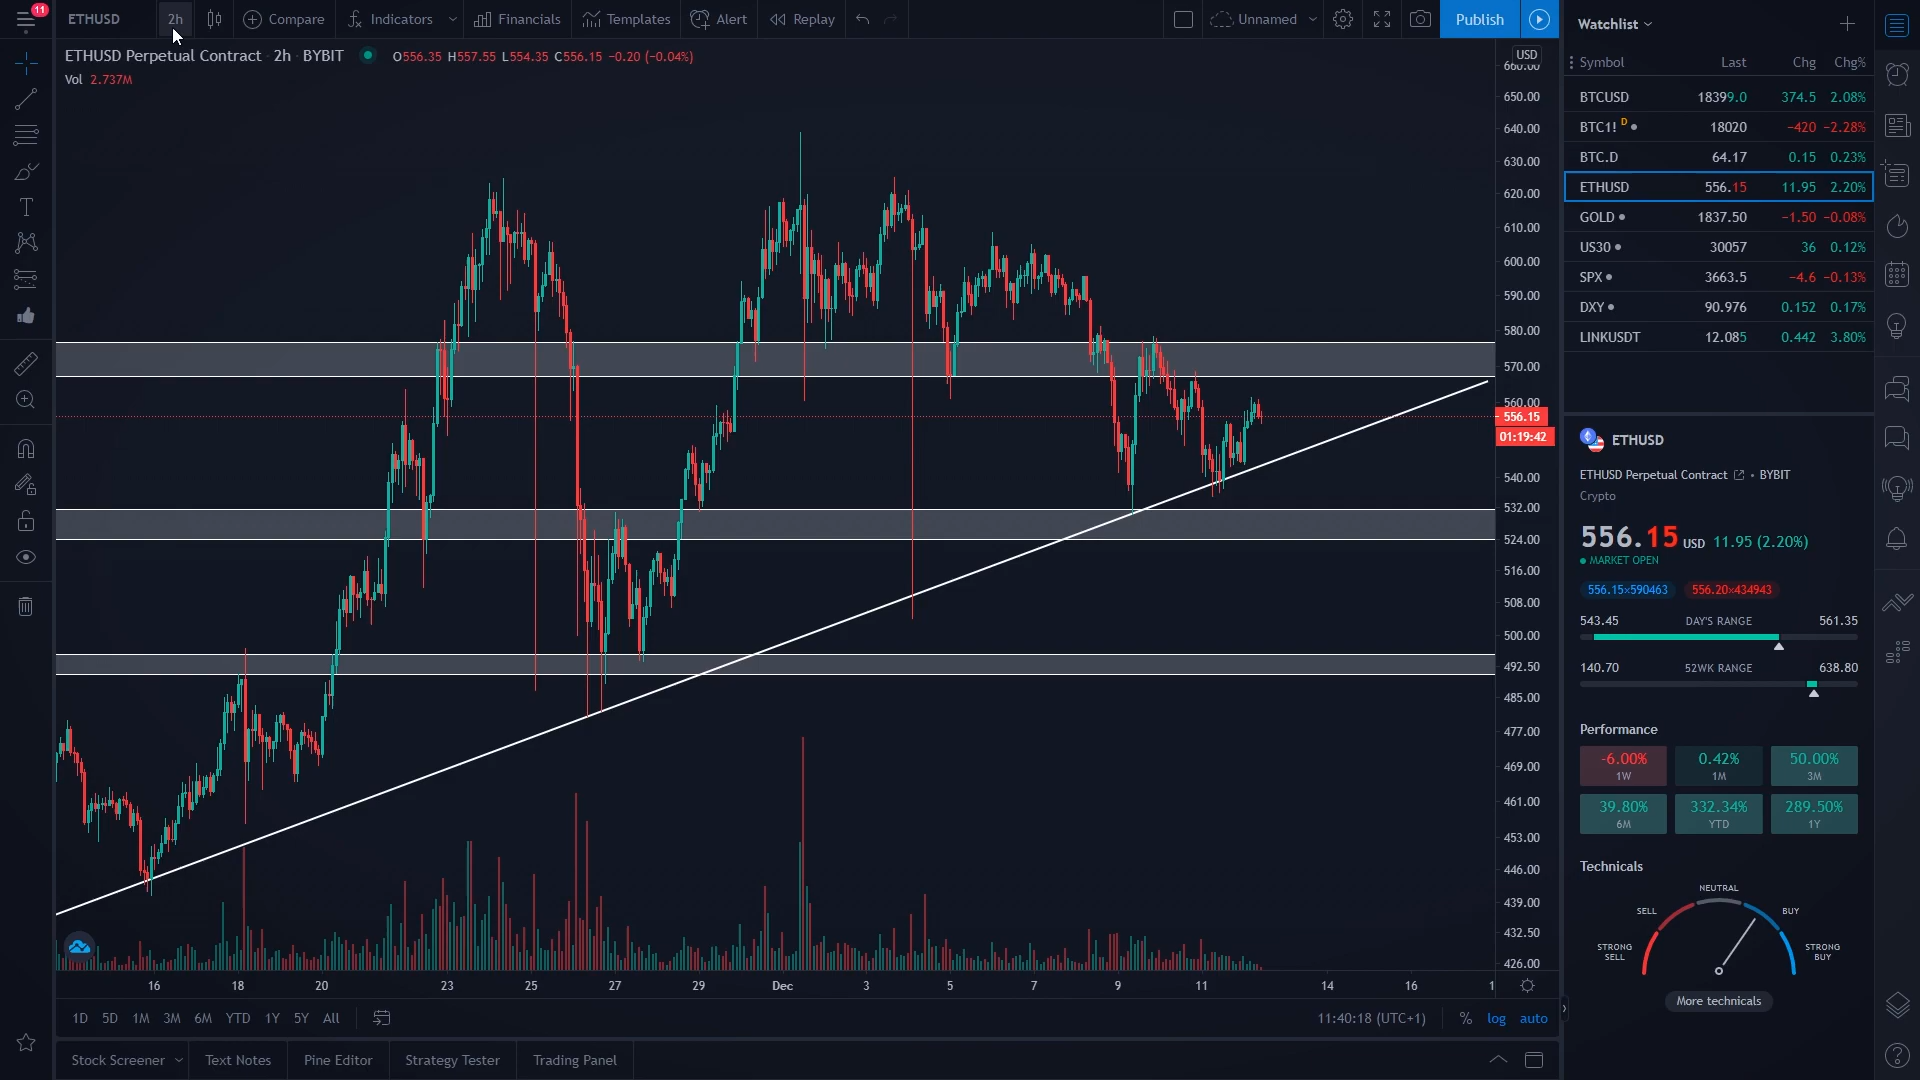 11
ETHUSD
2h
Compare
Indicators
Financials
Templates
Alert
Replay
Unnamed
Publish
ETHUSD Perpetual Contract · 2h · BYBIT
O556.35 H557.55 L554.35 C556.15 −0.20 (−0.04%)
Vol 2.737M
USD
660.00
650.00
640.00
630.00
620.00
610.00
600.00
590.00
580.00
570.00
560.00
556.15
01:19:42
540.00
532.00
524.00
516.00
508.00
500.00
492.50
485.00
477.00
469.00
461.00
453.00
446.00
439.00
432.50
426.00
16 18 20 23 25 27 29 Dec 3 5 7 9 11 14 16 1
1D 5D 1M 3M 6M YTD 1Y 5Y All
11:40:18 (UTC+1) % log auto
Stock Screener Text Notes Pine Editor Strategy Tester Trading Panel
Watchlist
Symbol Last Chg Chg%
BTCUSD 18399.0 374.5 2.08%
BTC1! D 18020 −420 −2.28%
BTC.D 64.17 0.15 0.23%
ETHUSD 556.15 11.95 2.20%
GOLD 1837.50 −1.50 −0.08%
US30 30057 36 0.12%
SPX 3663.5 −4.6 −0.13%
DXY 90.976 0.152 0.17%
LINKUSDT 12.085 0.442 3.80%
ETHUSD
ETHUSD Perpetual Contract • BYBIT
Crypto
556.15 USD 11.95 (2.20%)
MARKET OPEN
556.15×590463 556.20×434943
543.45 DAY'S RANGE 561.35
140.70 52WK RANGE 638.80
Performance
-6.00% 0.42% 50.00%
1W 1M 3M
39.80% 332.34% 289.50%
6M YTD 1Y
Technicals
NEUTRAL
SELL BUY
STRONG SELL STRONG BUY
More technicals